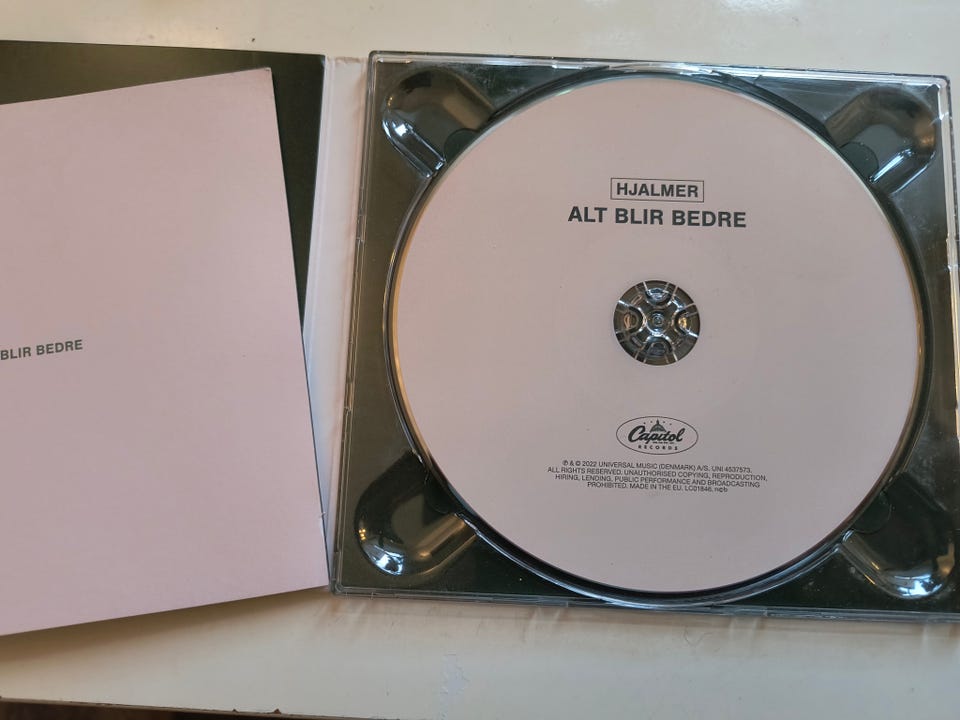 BLIR BEDRE
HJALMER
ALT BLIR BEDRE
Capitol
RECORDS
℗ & © 2022 UNIVERSAL MUSIC (DENMARK) A/S. UNI 4537573.
ALL RIGHTS RESERVED. UNAUTHORISED COPYING, REPRODUCTION,
HIRING, LENDING, PUBLIC PERFORMANCE AND BROADCASTING
PROHIBITED. MADE IN THE EU. LC01846, n©b